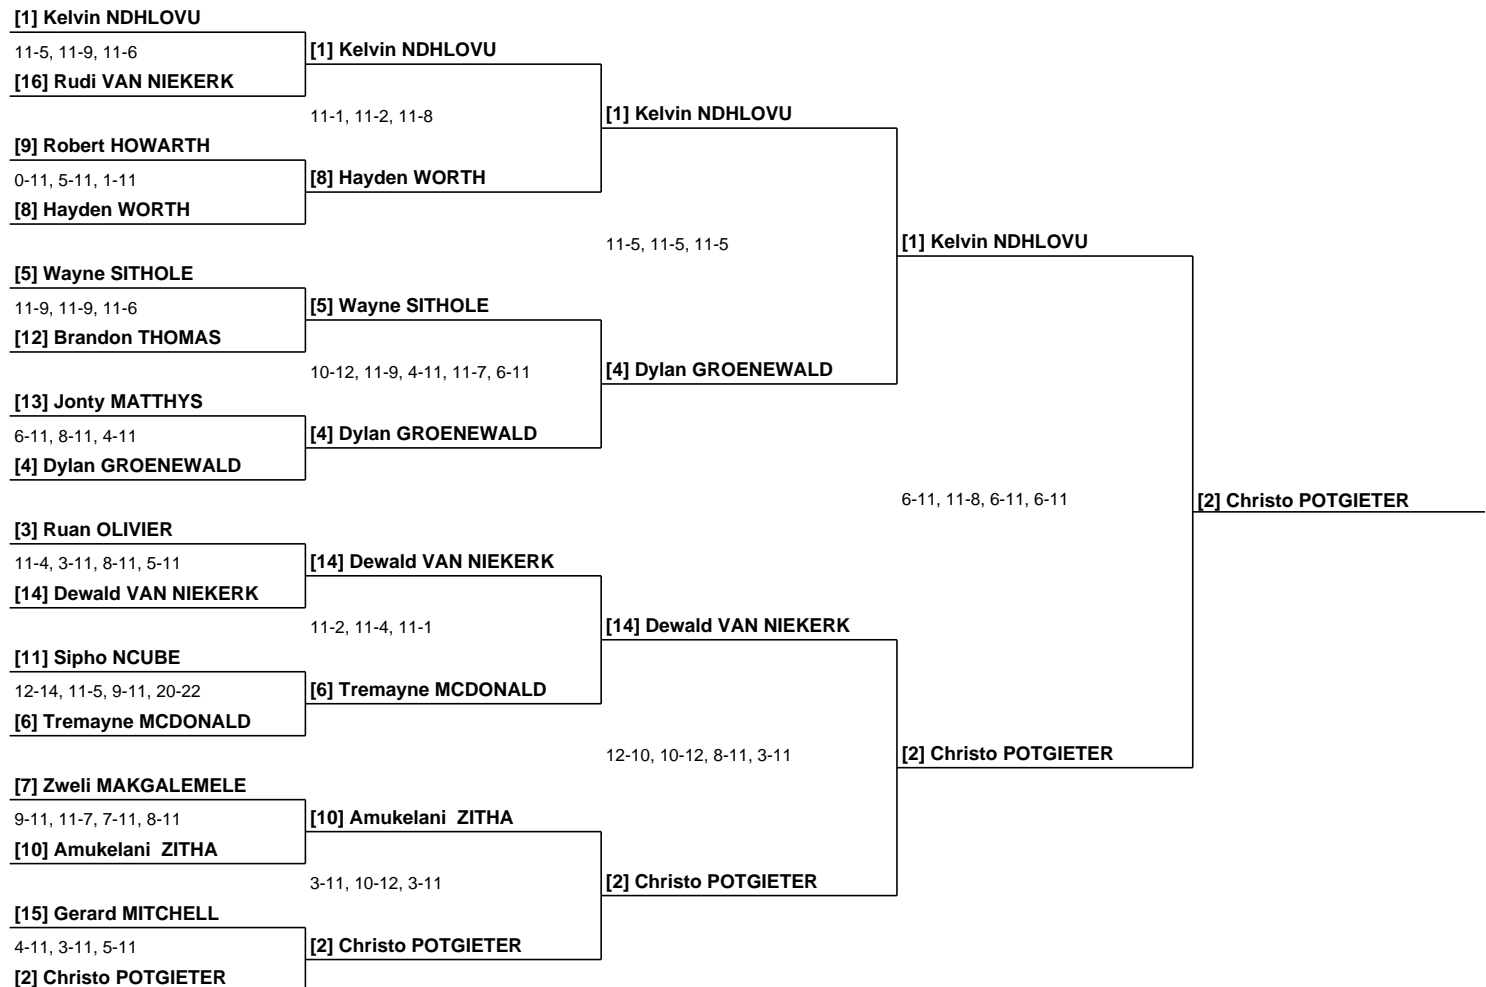 [1] Kelvin NDHLOVU
11-5, 11-9, 11-6
[16] Rudi VAN NIEKERK
[9] Robert HOWARTH
0-11, 5-11, 1-11
[8] Hayden WORTH
[5] Wayne SITHOLE
11-9, 11-9, 11-6
[12] Brandon THOMAS
[13] Jonty MATTHYS
6-11, 8-11, 4-11
[4] Dylan GROENEWALD
[3] Ruan OLIVIER
11-4, 3-11, 8-11, 5-11
[14] Dewald VAN NIEKERK
[11] Sipho NCUBE
12-14, 11-5, 9-11, 20-22
[6] Tremayne MCDONALD
[7] Zweli MAKGALEMELE
9-11, 11-7, 7-11, 8-11
[10] Amukelani  ZITHA
[15] Gerard MITCHELL
4-11, 3-11, 5-11
[2] Christo POTGIETER
[1] Kelvin NDHLOVU
11-1, 11-2, 11-8
[8] Hayden WORTH
[5] Wayne SITHOLE
10-12, 11-9, 4-11, 11-7, 6-11
[4] Dylan GROENEWALD
[14] Dewald VAN NIEKERK
11-2, 11-4, 11-1
[6] Tremayne MCDONALD
[10] Amukelani  ZITHA
3-11, 10-12, 3-11
[2] Christo POTGIETER
[1] Kelvin NDHLOVU
11-5, 11-5, 11-5
[4] Dylan GROENEWALD
[14] Dewald VAN NIEKERK
12-10, 10-12, 8-11, 3-11
[2] Christo POTGIETER
[1] Kelvin NDHLOVU
6-11, 11-8, 6-11, 6-11
[2] Christo POTGIETER
[2] Christo POTGIETER